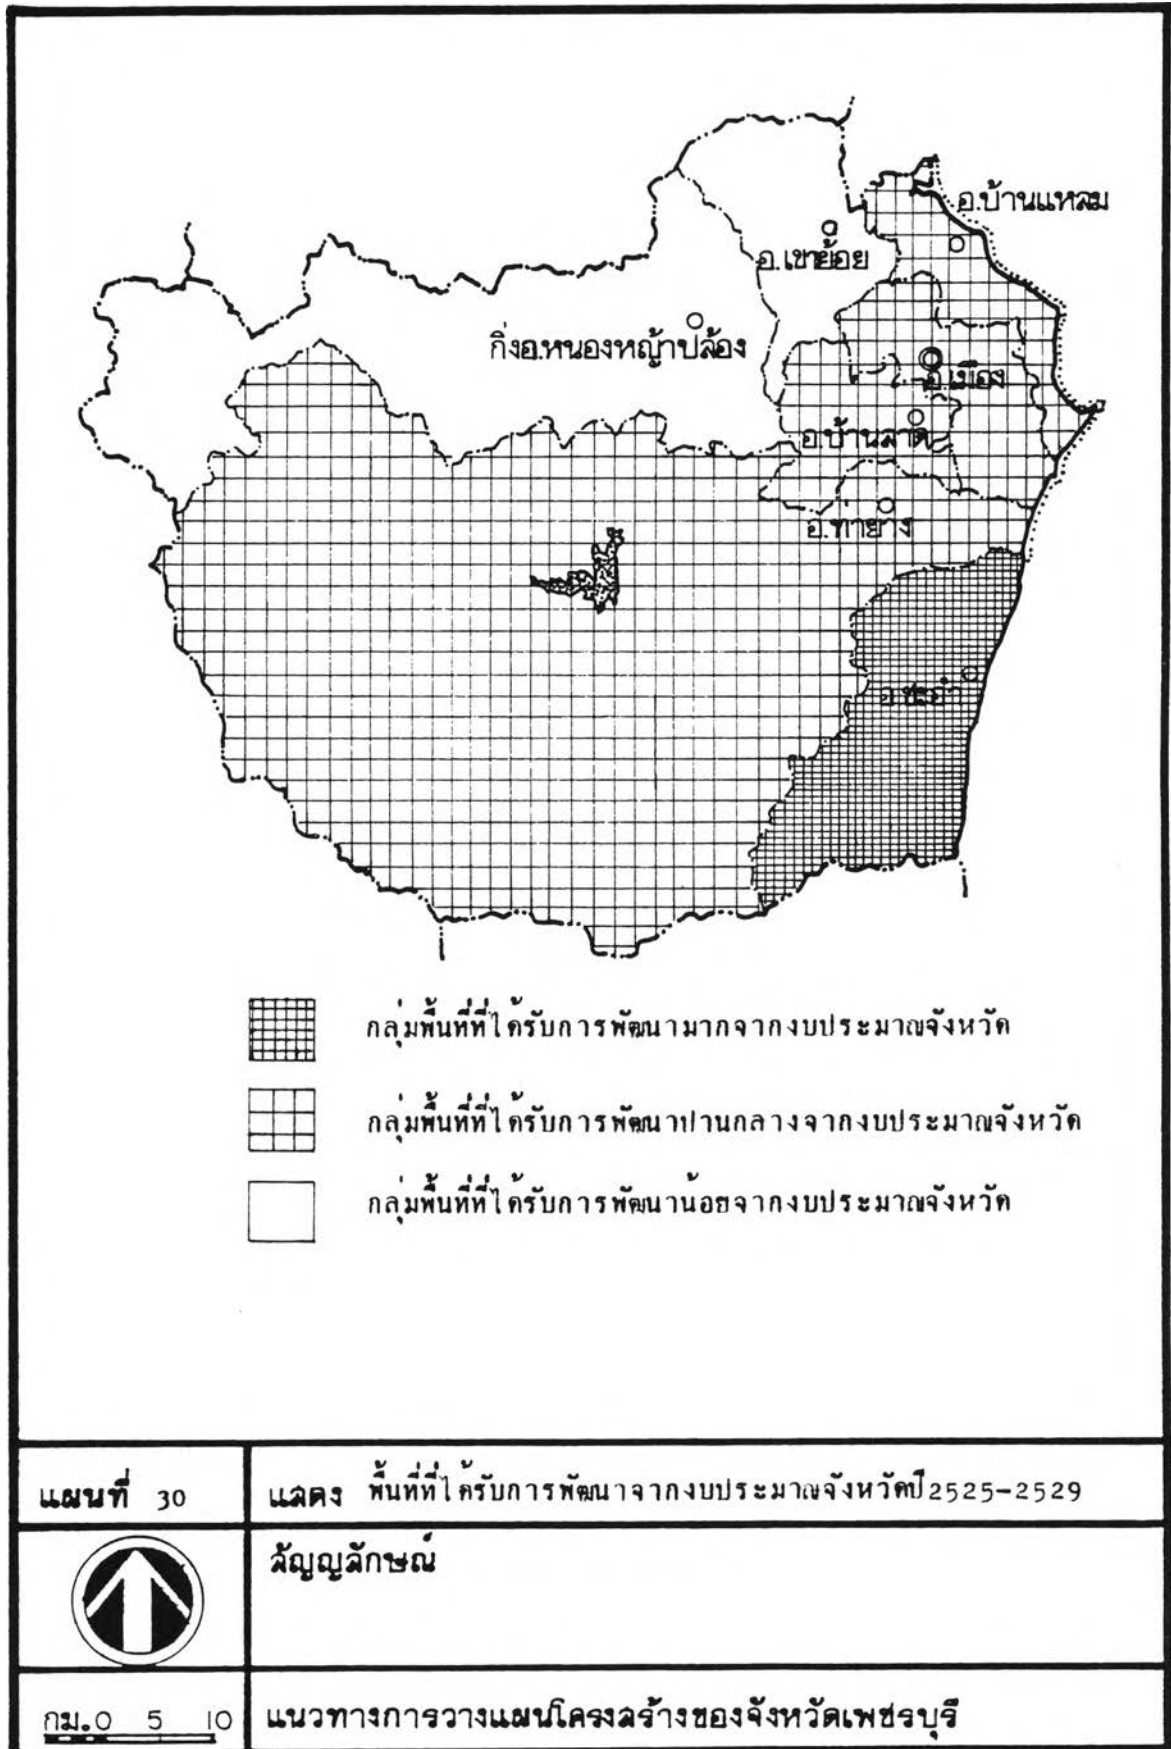 อ.บ้านแหลม
อ.เขาย้อย
กิ่งอ.หนองหญ้าปล้อง
อ.เมือง
อ.บ้านลาด
อ.ท่ายาง
อ.ชะอำ
กลุ่มพื้นที่ที่ได้รับการพัฒนามากจากงบประมาณจังหวัด
กลุ่มพื้นที่ที่ได้รับการพัฒนาปานกลางจากงบประมาณจังหวัด
กลุ่มพื้นที่ที่ได้รับการพัฒนาน้อยจากงบประมาณจังหวัด
แผนที่ 30
แสดง พื้นที่ที่ได้รับการพัฒนาจากงบประมาณจังหวัดปี2525-2529
สัญญลักษณ์
กม.0 5 10
แนวทางการวางแผนโครงสร้างของจังหวัดเพชรบุรี